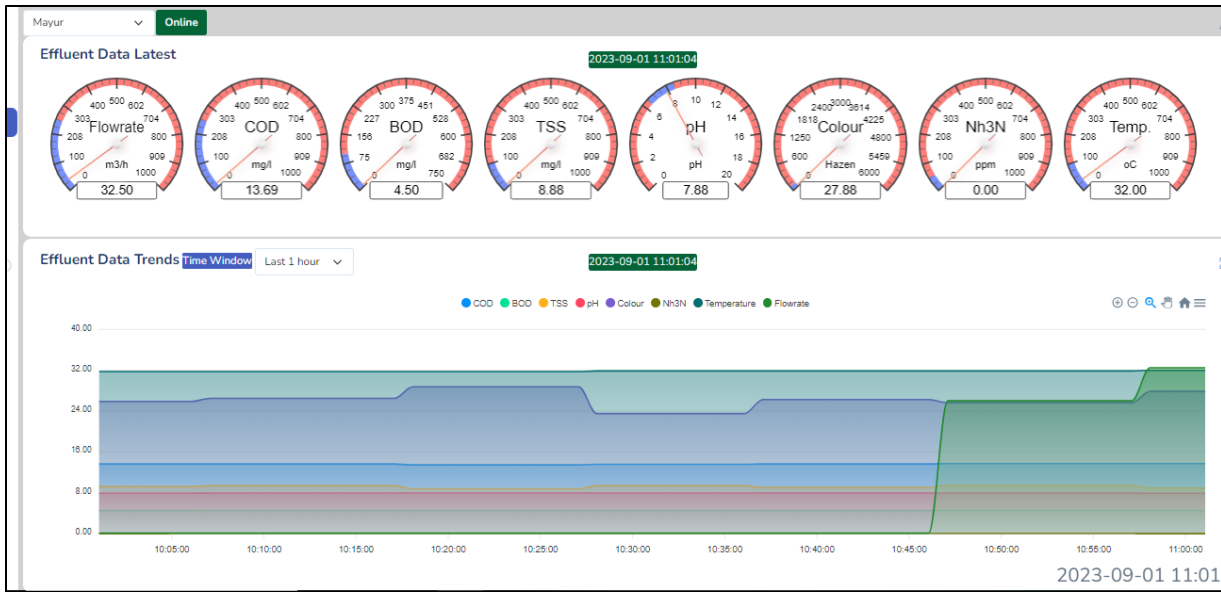 Mayur Online
Effluent Data Latest 2023-09-01 11:01:04
0 100 208 303 400 500 602 704 800 909 1000 Flowrate m3/h 32.50
0 100 208 303 400 500 602 704 800 909 1000 COD mg/l 13.69
0 75 156 227 300 375 451 528 600 682 750 BOD mg/l 4.50
0 100 208 303 400 500 602 704 800 909 1000 TSS mg/l 8.88
0 2 4 6 8 10 12 14 16 18 20 pH pH 7.88
0 600 1250 1818 2400 3000 3614 4225 4800 5459 6000 Colour Hazen 27.88
0 100 208 303 400 500 602 704 800 909 1000 Nh3N ppm 0.00
0 100 208 303 400 500 602 704 800 909 1000 Temp. oC 32.00
Effluent Data Trends Time Window Last 1 hour 2023-09-01 11:01:04
COD BOD TSS pH Colour Nh3N Temperature Flowrate
40.00
32.00
24.00
16.00
8.00
0.00
10:05:00 10:10:00 10:15:00 10:20:00 10:25:00 10:30:00 10:35:00 10:40:00 10:45:00 10:50:00 10:55:00 11:00:00
2023-09-01 11:01